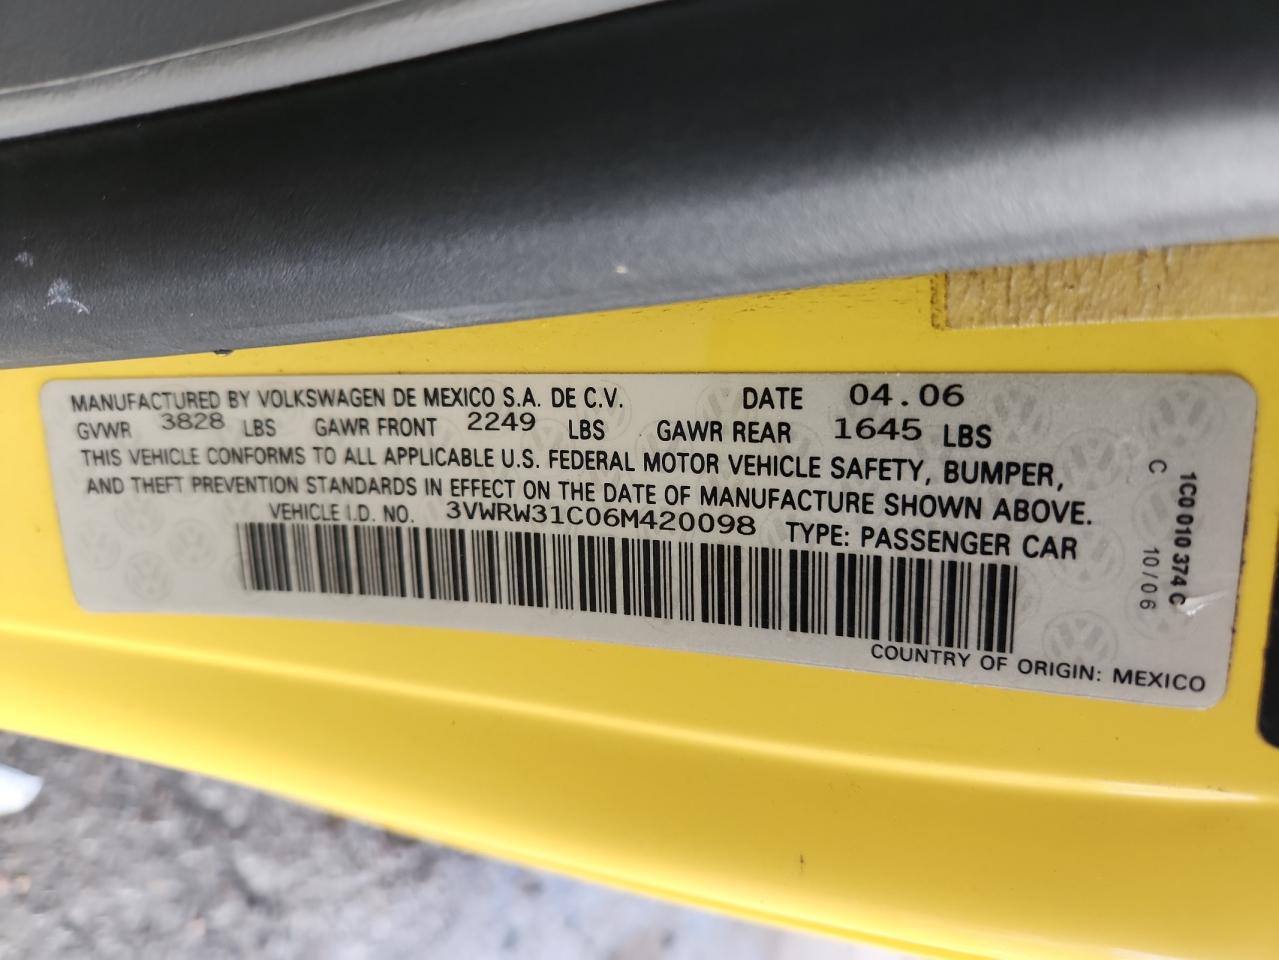 MANUFACTURED BY VOLKSWAGEN DE MEXICO S.A. DE C.V. DATE 04.06
GVWR 3828 LBS GAWR FRONT 2249 LBS GAWR REAR 1645 LBS
THIS VEHICLE CONFORMS TO ALL APPLICABLE U.S. FEDERAL MOTOR VEHICLE SAFETY, BUMPER,
AND THEFT PREVENTION STANDARDS IN EFFECT ON THE DATE OF MANUFACTURE SHOWN ABOVE.
VEHICLE I.D. NO. 3VWRW31C06M420098 TYPE: PASSENGER CAR
COUNTRY OF ORIGIN: MEXICO
1C0 010 374 C
C 10/06